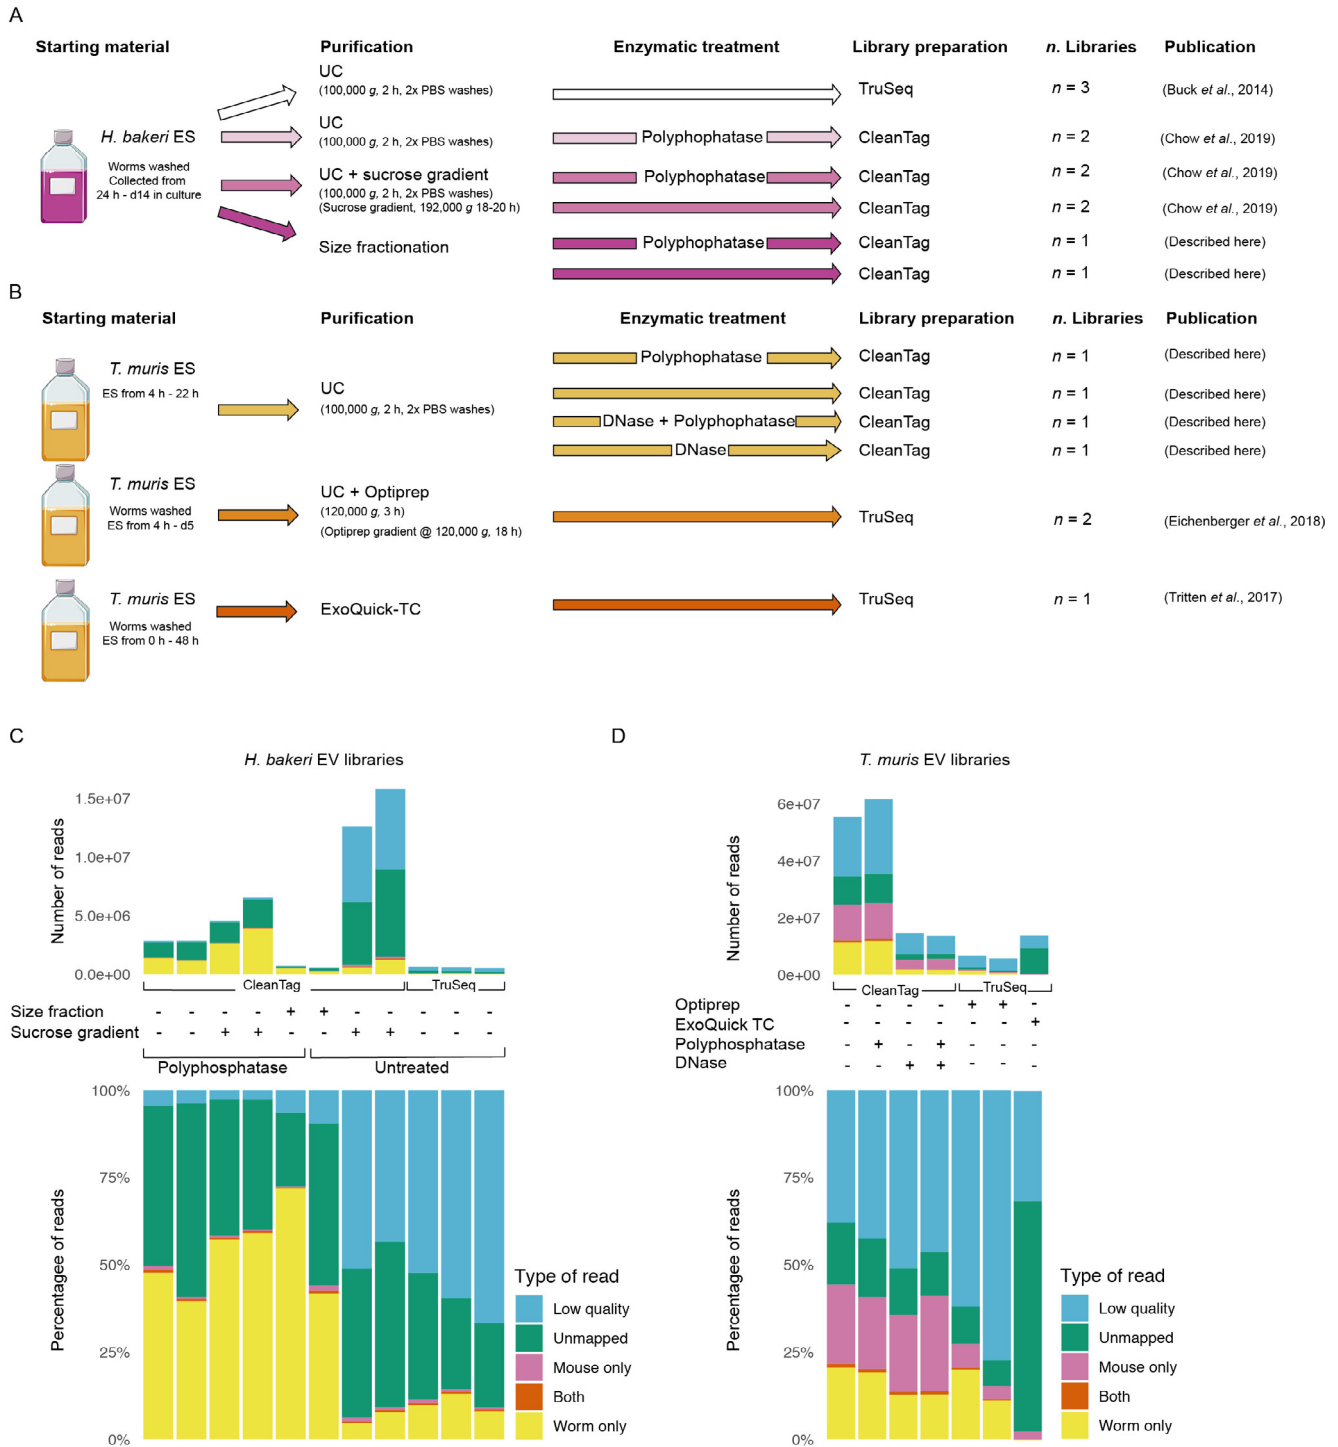 A
Starting material Purification Enzymatic treatment Library preparation n. Libraries Publication
UC
(100,000 g, 2 h, 2x PBS washes) TruSeq n = 3 (Buck et al., 2014)
H. bakeri ES
Worms washed
Collected from
24 h - d14 in culture
UC
(100,000 g, 2 h, 2x PBS washes) Polyphophatase CleanTag n = 2 (Chow et al., 2019)
UC + sucrose gradient
(100,000 g, 2 h, 2x PBS washes)
(Sucrose gradient, 192,000 g 18-20 h)
Polyphophatase CleanTag n = 2 (Chow et al., 2019)
CleanTag n = 2 (Chow et al., 2019)
Size fractionation
Polyphophatase CleanTag n = 1 (Described here)
CleanTag n = 1 (Described here)
B
Starting material Purification Enzymatic treatment Library preparation n. Libraries Publication
T. muris ES
ES from 4 h - 22 h
UC
(100,000 g, 2 h, 2x PBS washes)
Polyphophatase CleanTag n = 1 (Described here)
CleanTag n = 1 (Described here)
DNase + Polyphophatase CleanTag n = 1 (Described here)
DNase CleanTag n = 1 (Described here)
T. muris ES
Worms washed
ES from 4 h - d5
UC + Optiprep
(120,000 g, 3 h)
(Optiprep gradient @ 120,000 g, 18 h)
TruSeq n = 2 (Eichenberger et al., 2018)
T. muris ES
Worms washed
ES from 0 h - 48 h
ExoQuick-TC
TruSeq n = 1 (Tritten et al., 2017)
C
H. bakeri EV libraries
Number of reads
1.5e+07
1.0e+07
5.0e+06
0.0e+00
CleanTag TruSeq
Size fraction - - - - + + - - - - -
Sucrose gradient - - + + - - + + - - -
Polyphosphatase Untreated
Percentagee of reads
100%
75%
50%
25%
0%
Type of read
Low quality
Unmapped
Mouse only
Both
Worm only
D
T. muris EV libraries
Number of reads
6e+07
4e+07
2e+07
0e+00
CleanTag TruSeq
Optiprep - - - - + + -
ExoQuick TC - - - - - - +
Polyphosphatase - + - + - - -
DNase - - + + - - -
Percentagee of reads
100%
75%
50%
25%
0%
Type of read
Low quality
Unmapped
Mouse only
Both
Worm only